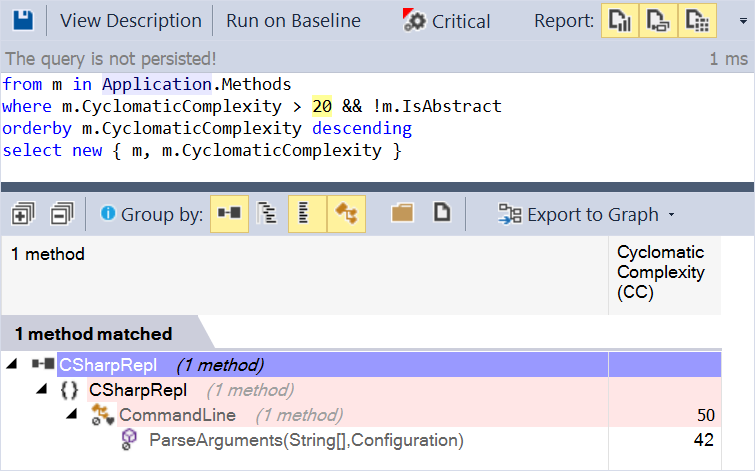 View Description Run on Baseline Critical Report:
The query is not persisted! 1 ms
from m in Application.Methods
where m.CyclomaticComplexity > 20 && !m.IsAbstract
orderby m.CyclomaticComplexity descending
select new { m, m.CyclomaticComplexity }
Group by: Export to Graph
1 method Cyclomatic
Complexity
(CC)
1 method matched
CSharpRepl (1 method)
{} CSharpRepl (1 method)
CommandLine (1 method) 50
ParseArguments(String[],Configuration) 42